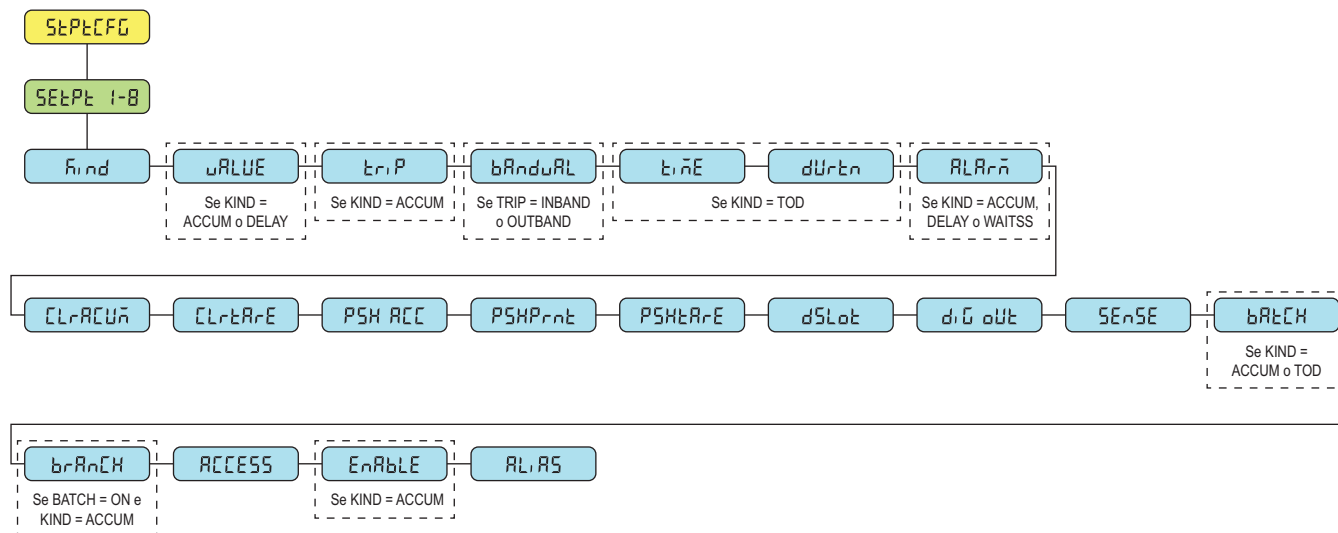 StPtCFG
SEtPt 1-8
Kind
vALUE
Se KIND =
ACCUM o DELAY
triP
Se KIND = ACCUM
bAndvAL
Se TRIP = INBAND
o OUTBAND
tiME
dUrtn
Se KIND = TOD
ALArM
Se KIND = ACCUM,
DELAY o WAITSS
CLrACUM
CLrtArE
PSH ACC
PSHPrnt
PSHtArE
dSLot
diG oUt
SEnSE
bAtCH
Se KIND =
ACCUM o TOD
brAnCH
Se BATCH = ON e
KIND = ACCUM
ACCESS
EnAbLE
Se KIND = ACCUM
ALiAS